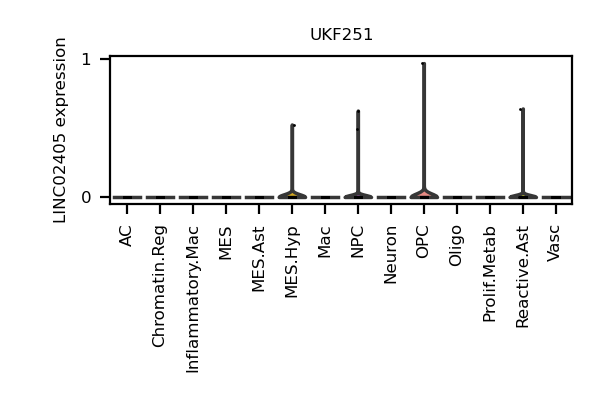 UKF251
LINC02405 expression
1
0
AC
Chromatin.Reg
Inflammatory.Mac
MES
MES.Ast
MES.Hyp
Mac
NPC
Neuron
OPC
Oligo
Prolif.Metab
Reactive.Ast
Vasc